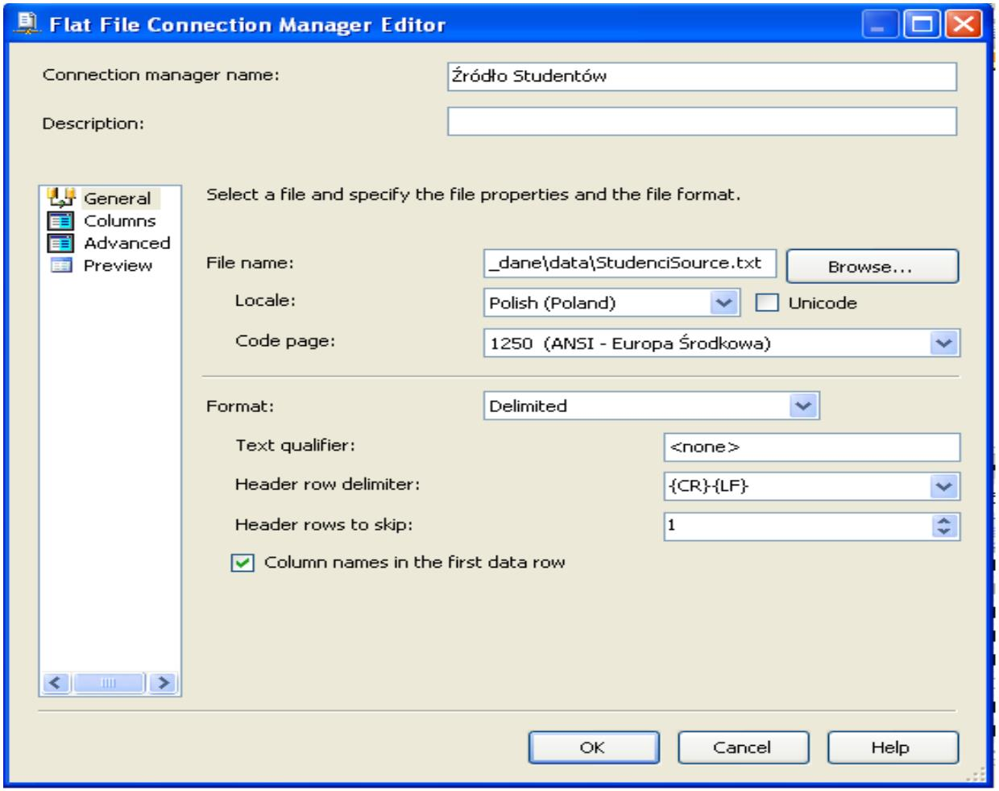 Flat File Connection Manager Editor
Connection manager name: Źródło Studentów
Description:
General
Columns
Advanced
Preview
Select a file and specify the file properties and the file format.
File name: _dane\data\StudenciSource.txt Browse...
Locale: Polish (Poland) Unicode
Code page: 1250 (ANSI - Europa Środkowa)
Format: Delimited
Text qualifier: <none>
Header row delimiter: {CR}{LF}
Header rows to skip: 1
Column names in the first data row
OK Cancel Help